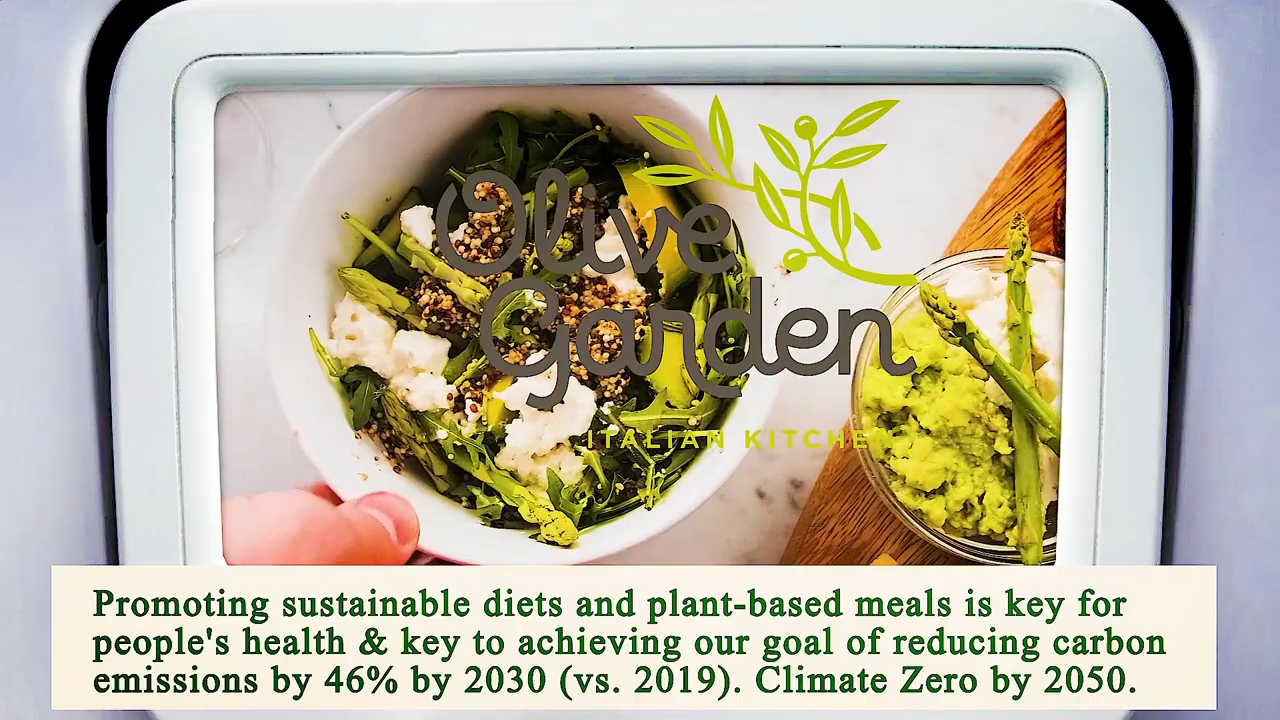 Olive
Garden
ITALIAN KITCHEN
Promoting sustainable diets and plant-based meals is key for
people's health & key to achieving our goal of reducing carbon
emissions by 46% by 2030 (vs. 2019). Climate Zero by 2050.